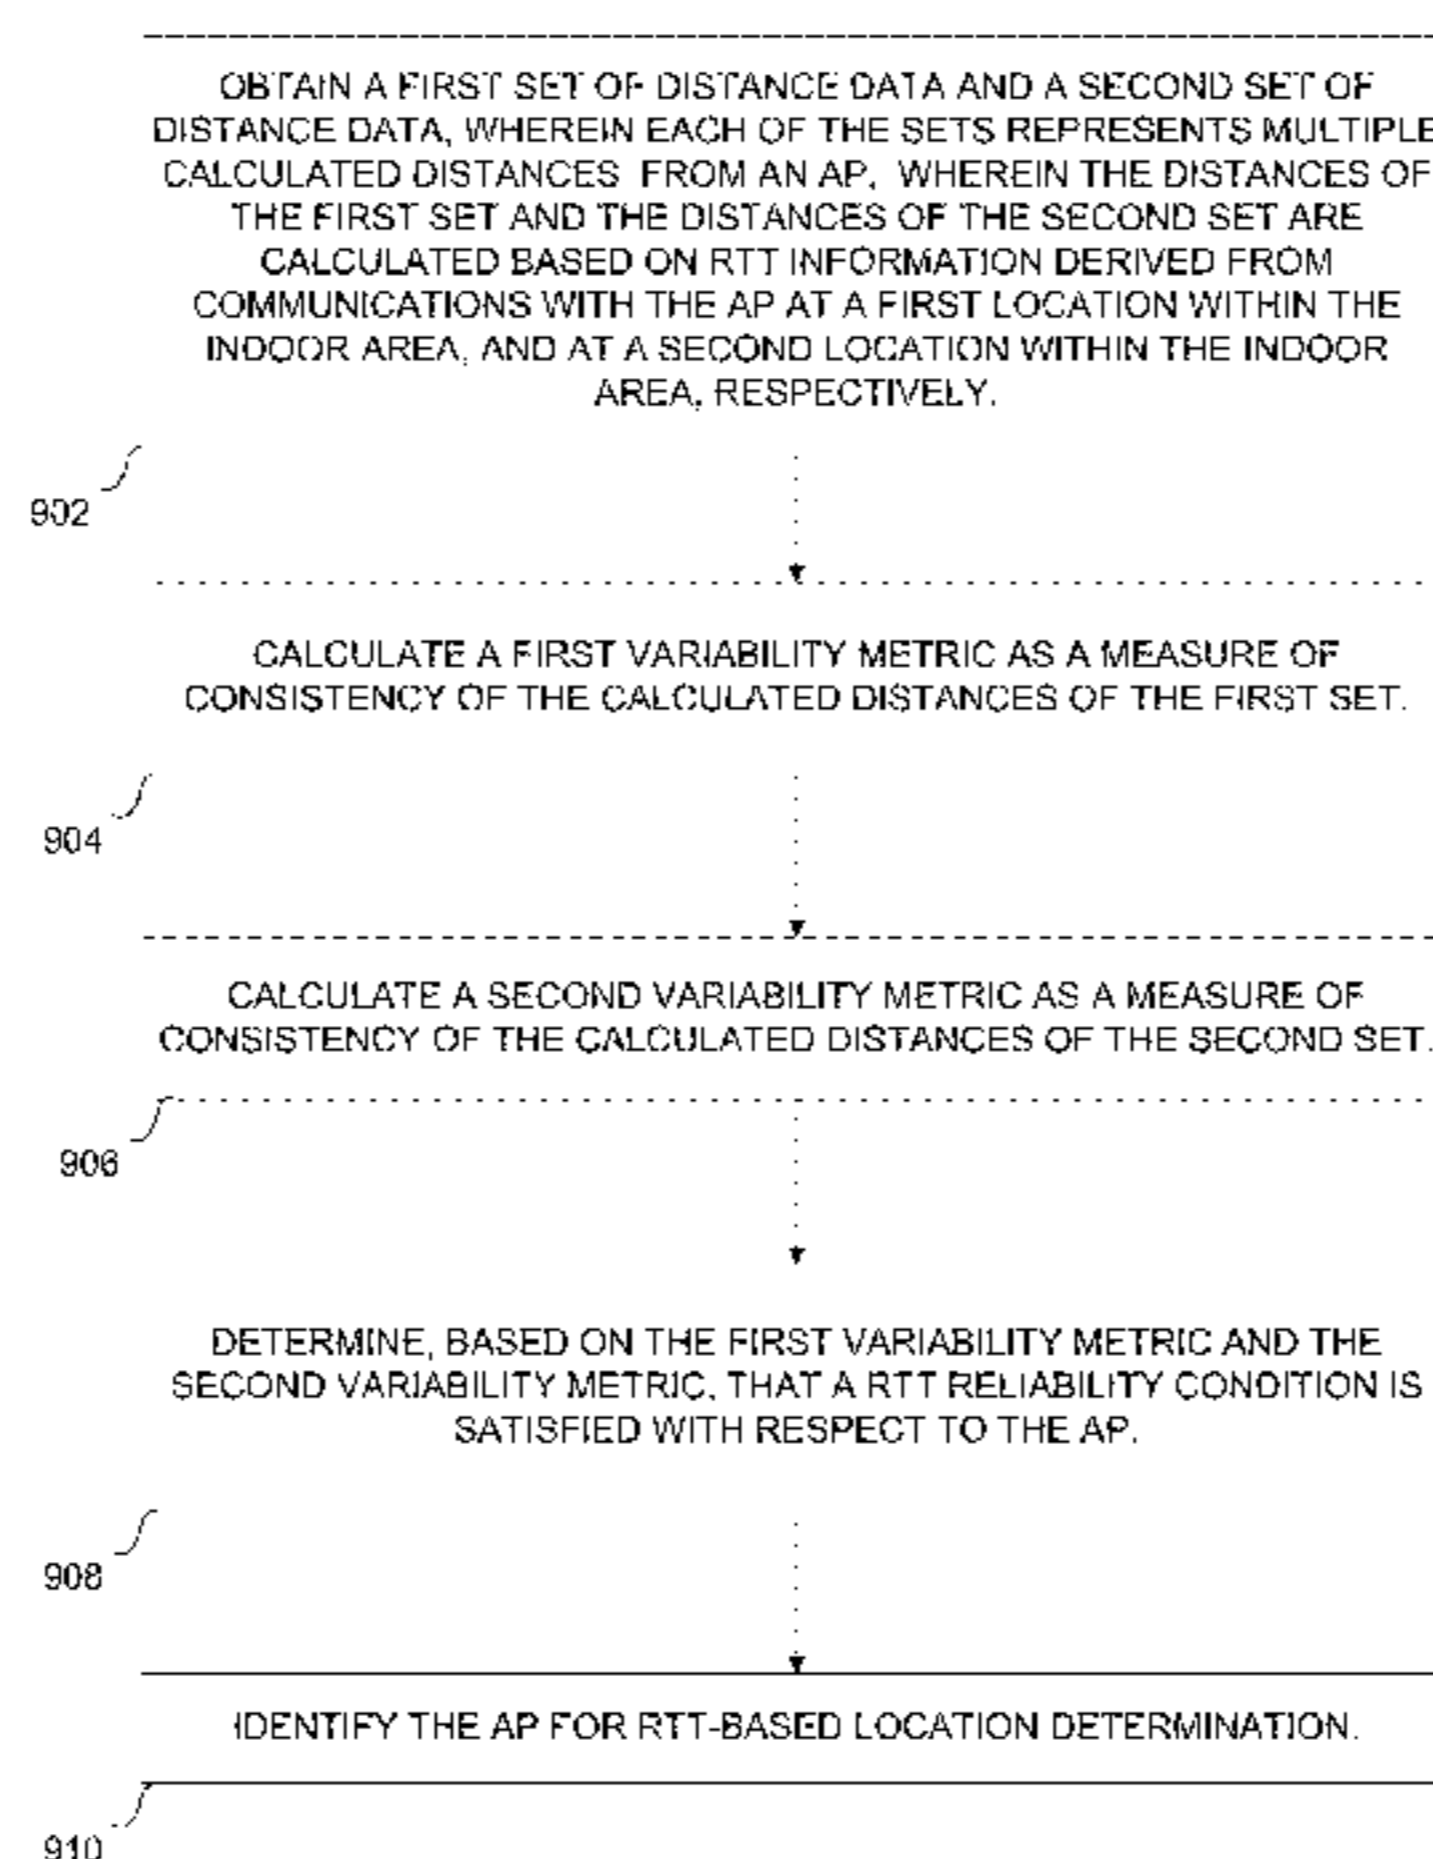 OBTAIN A FIRST SET OF DISTANCE DATA AND A SECOND SET OF
DISTANCE DATA, WHEREIN EACH OF THE SETS REPRESENTS MULTIPLE
CALCULATED DISTANCES FROM AN AP, WHEREIN THE DISTANCES OF
THE FIRST SET AND THE DISTANCES OF THE SECOND SET ARE
CALCULATED BASED ON RTT INFORMATION DERIVED FROM
COMMUNICATIONS WITH THE AP AT A FIRST LOCATION WITHIN THE
INDOOR AREA, AND AT A SECOND LOCATION WITHIN THE INDOOR
AREA, RESPECTIVELY.
902
CALCULATE A FIRST VARIABILITY METRIC AS A MEASURE OF
CONSISTENCY OF THE CALCULATED DISTANCES OF THE FIRST SET.
904
CALCULATE A SECOND VARIABILITY METRIC AS A MEASURE OF
CONSISTENCY OF THE CALCULATED DISTANCES OF THE SECOND SET.
906
DETERMINE, BASED ON THE FIRST VARIABILITY METRIC AND THE
SECOND VARIABILITY METRIC, THAT A RTT RELIABILITY CONDITION IS
SATISFIED WITH RESPECT TO THE AP.
908
IDENTIFY THE AP FOR RTT-BASED LOCATION DETERMINATION.
910